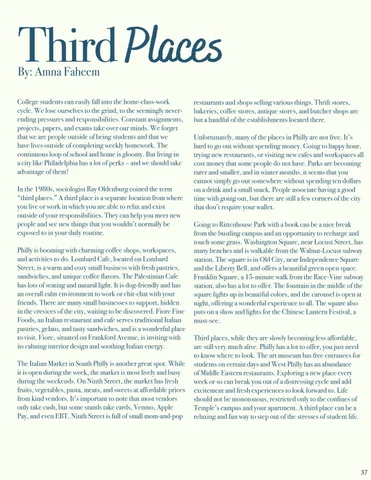 Third Places
By: Amna Faheem
College students can easily fall into the home-class-work
cycle. We lose ourselves to the grind, to the seemingly never-
ending pressures and responsibilities. Constant assignments,
projects, papers, and exams take over our minds. We forget
that we are people outside of being students and that we
have lives outside of completing weekly homework. The
continuous loop of school and home is gloomy. But living in
a city like Philadelphia has a lot of perks – and we should take
advantage of them!
In the 1980s, sociologist Ray Oldenburg coined the term
“third places.” A third place is a separate location from where
you live or work in which you are able to relax and exist
outside of your responsibilities. They can help you meet new
people and see new things that you wouldn't normally be
exposed to in your daily routine.
Philly is booming with charming coffee shops, workspaces,
and activities to do. Lombard Cafe, located on Lombard
Street, is a warm and cozy small business with fresh pastries,
sandwiches, and unique coffee flavors. The Palestinian Cafe
has lots of seating and natural light. It is dog-friendly and has
an overall calm environment to work or chit-chat with your
friends. There are many small businesses to support, hidden
in the crevices of the city, waiting to be discovered. Fiore Fine
Foods, an Italian restaurant and cafe serves traditional Italian
pastries, gelato, and tasty sandwiches, and is a wonderful place
to visit. Fiore, situated on Frankford Avenue, is inviting with
its calming interior design and soothing Italian energy.
The Italian Market in South Philly is another great spot. While
it is open during the week, the market is most lively and busy
during the weekends. On Ninth Street, the market has fresh
fruits, vegetables, pasta, meats, and sweets at affordable prices
from kind vendors. It's important to note that most vendors
only take cash, but some stands take cards, Venmo, Apple
Pay, and even EBT. Ninth Street is full of small mom-and-pop
restaurants and shops selling various things. Thrift stores,
bakeries, coffee stores, antique stores, and butcher shops are
but a handful of the establishments located there.
Unfortunately, many of the places in Philly are not free. It's
hard to go out without spending money. Going to happy hour,
trying new restaurants, or visiting new cafes and workspaces all
cost money that some people do not have. Parks are becoming
rarer and smaller, and in winter months, it seems that you
cannot simply go out somewhere without spending ten dollars
on a drink and a small snack. People associate having a good
time with going out, but there are still a few corners of the city
that don't require your wallet.
Going to Rittenhouse Park with a book can be a nice break
from the bustling campus and an opportunity to recharge and
touch some grass. Washington Square, near Locust Street, has
many benches and is walkable from the Walnut-Locust subway
station. The square is in Old City, near Independence Square
and the Liberty Bell, and offers a beautiful green open space.
Franklin Square, a 15-minute walk from the Race-Vine subway
station, also has a lot to offer. The fountain in the middle of the
square lights up in beautiful colors, and the carousel is open at
night, offering a wonderful experience to all. The square also
puts on a show and lights for the Chinese Lantern Festival, a
must-see.
Third places, while they are slowly becoming less affordable,
are still very much alive. Philly has a lot to offer, you just need
to know where to look. The art museum has free entrances for
students on certain days and West Philly has an abundance
of Middle Eastern restaurants. Exploring a new place every
week or so can break you out of a distressing cycle and add
excitement and fresh experiences to look forward to. Life
should not be monotonous, restricted only to the confines of
Temple's campus and your apartment. A third place can be a
relaxing and fun way to step out of the stresses of student life.
37